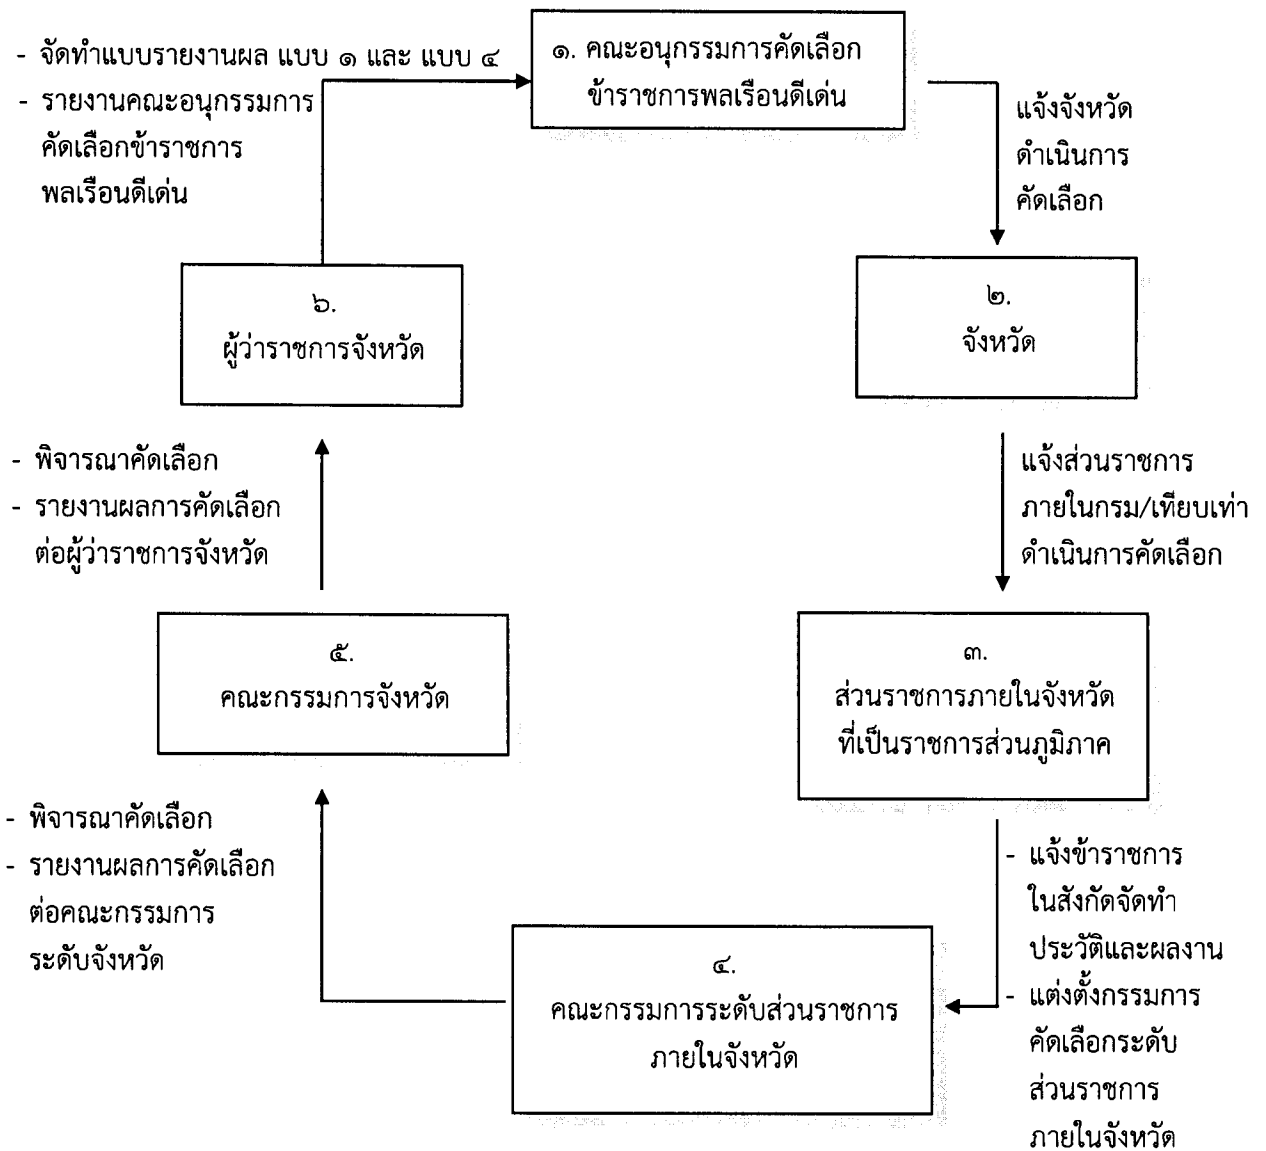 ๑. คณะอนุกรรมการคัดเลือก
ข้าราชการพลเรือนดีเด่น
แจ้งจังหวัด
ดำเนินการ
คัดเลือก
๒.
จังหวัด
แจ้งส่วนราชการ
ภายในกรม/เทียบเท่า
ดำเนินการคัดเลือก
๓.
ส่วนราชการภายในจังหวัด
ที่เป็นราชการส่วนภูมิภาค
- แจ้งข้าราชการ
ในสังกัดจัดทำ
ประวัติและผลงาน
- แต่งตั้งกรรมการ
คัดเลือกระดับ
ส่วนราชการ
ภายในจังหวัด
๔.
คณะกรรมการระดับส่วนราชการ
ภายในจังหวัด
- พิจารณาคัดเลือก
- รายงานผลการคัดเลือก
ต่อคณะกรรมการ
ระดับจังหวัด
๕.
คณะกรรมการจังหวัด
- พิจารณาคัดเลือก
- รายงานผลการคัดเลือก
ต่อผู้ว่าราชการจังหวัด
๖.
ผู้ว่าราชการจังหวัด
- จัดทำแบบรายงานผล แบบ ๑ และ แบบ ๔
- รายงานคณะอนุกรรมการ
คัดเลือกข้าราชการ
พลเรือนดีเด่น